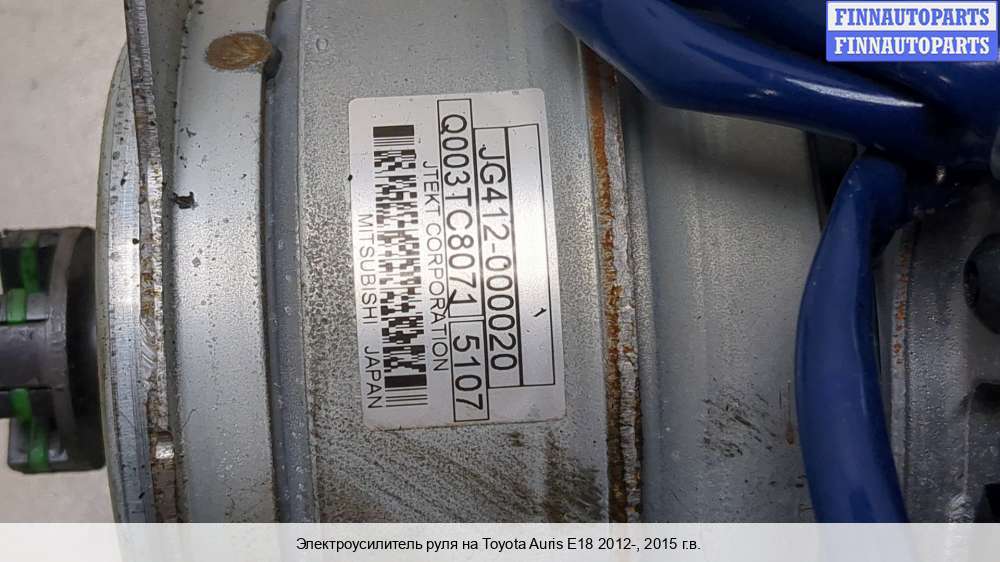 FINNAUTOPARTS
FINNAUTOPARTS
JG412-000020
Q003TC8071 5107
JTEKT CORPORATION
MITSUBISHI JAPAN
Электроусилитель руля на Toyota Auris E18 2012-, 2015 г.в.